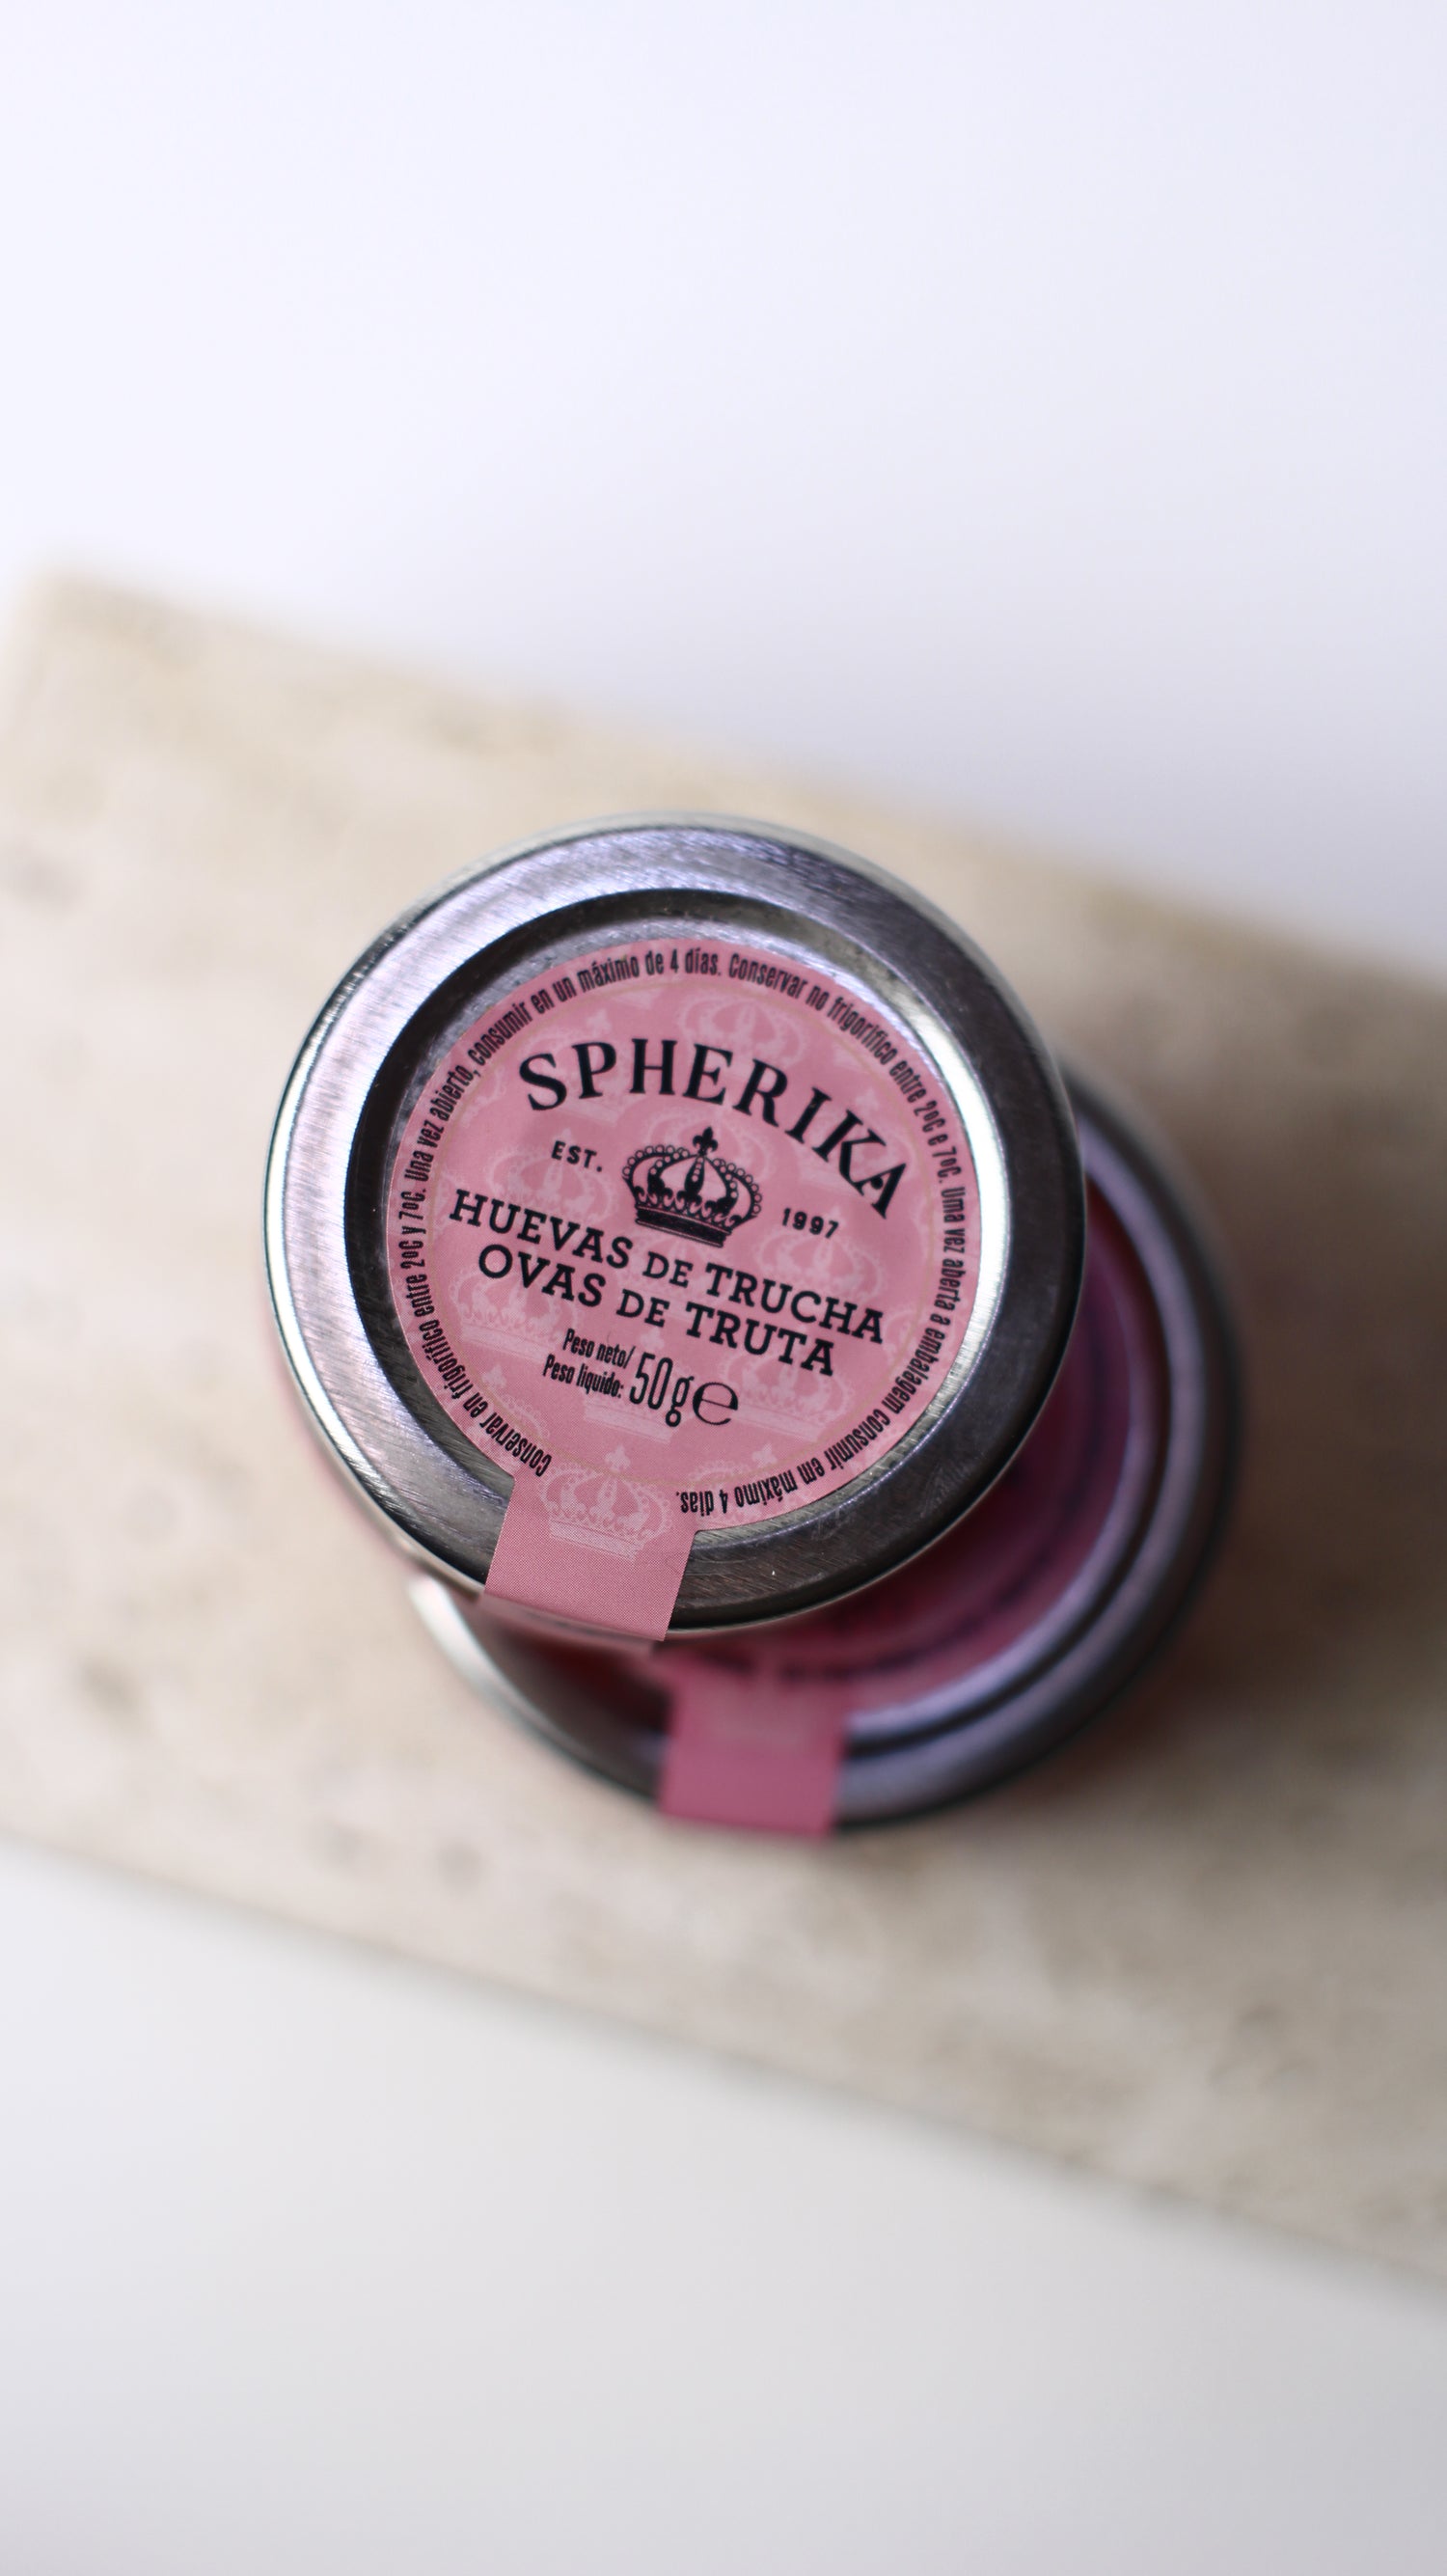 SPHERIKA
EST. 1997
HUEVAS DE TRUCHA
OVAS DE TRUTA
Peso neto/
Peso líquido: 50g e
Conservar en frigorífico entre 2ºC y 7ºC. Una vez abierto, consumir en un máximo de 4 días. Conservar no frigorífico entre 2ºC e 7ºC. Uma vez aberta a embalagem consumir em máximo 4 dias.